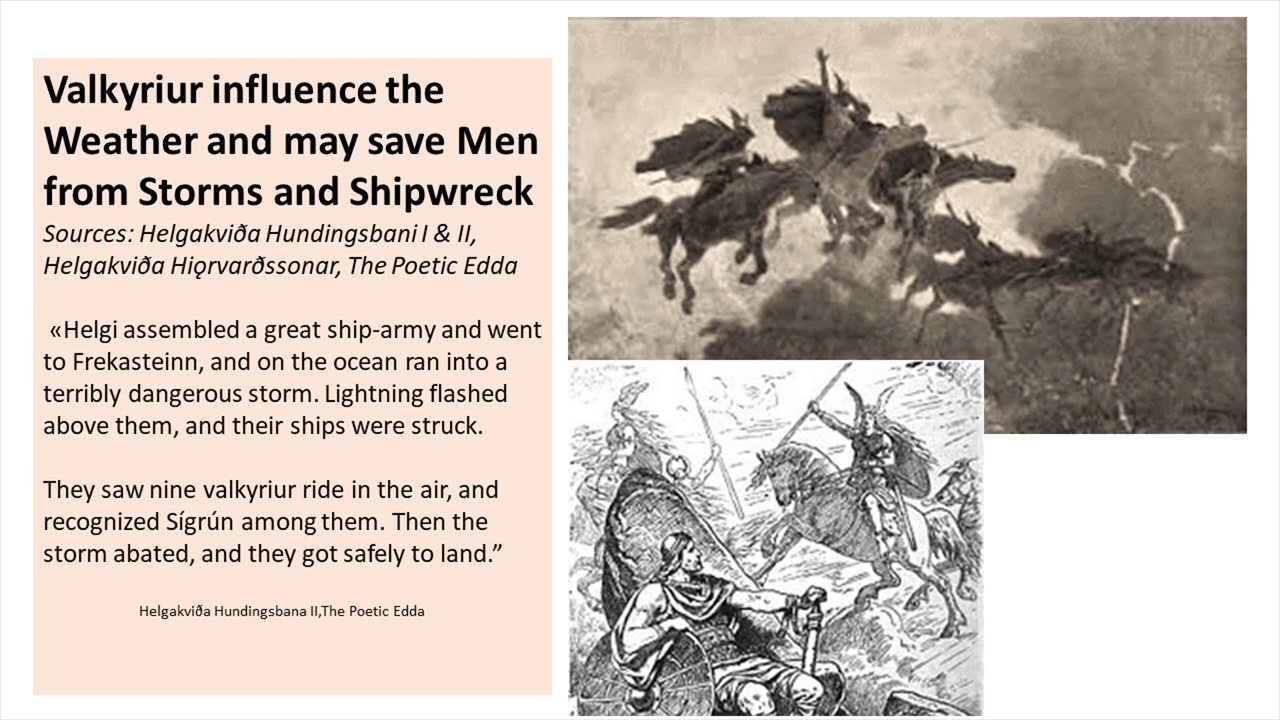 Valkyriur influence the
Weather and may save Men
from Storms and Shipwreck
Sources: Helgakviða Hundingsbani I & II,
Helgakviða Hiǫrvarðssonar, The Poetic Edda
«Helgi assembled a great ship-army and went
to Frekasteinn, and on the ocean ran into a
terribly dangerous storm. Lightning flashed
above them, and their ships were struck.
They saw nine valkyriur ride in the air, and
recognized Sígrún among them. Then the
storm abated, and they got safely to land.”
Helgakviða Hundingsbana II,The Poetic Edda